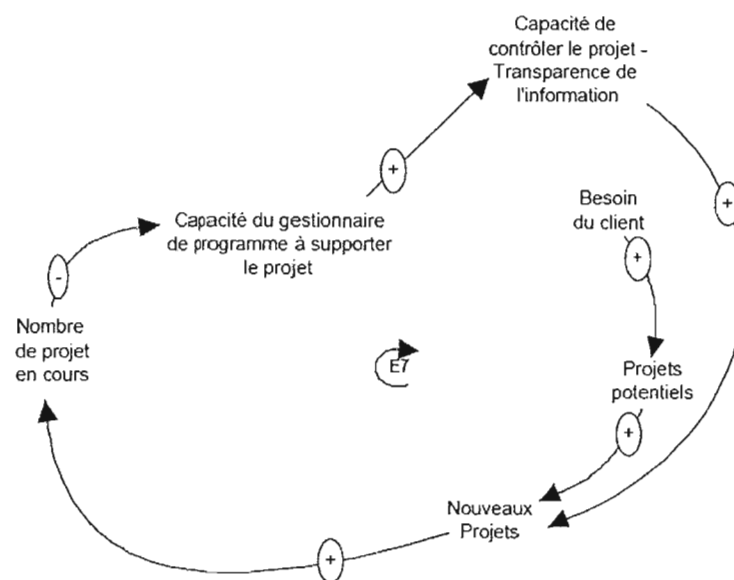 Capacité de
contrôler le projet -
Transparence de
l'information
+
+
Besoin
du client
+
Capacité du gestionnaire
de programme à supporter
le projet
-
Nombre
de projet
en cours
E7
Projets
potentiels
+
Nouveaux
Projets
+